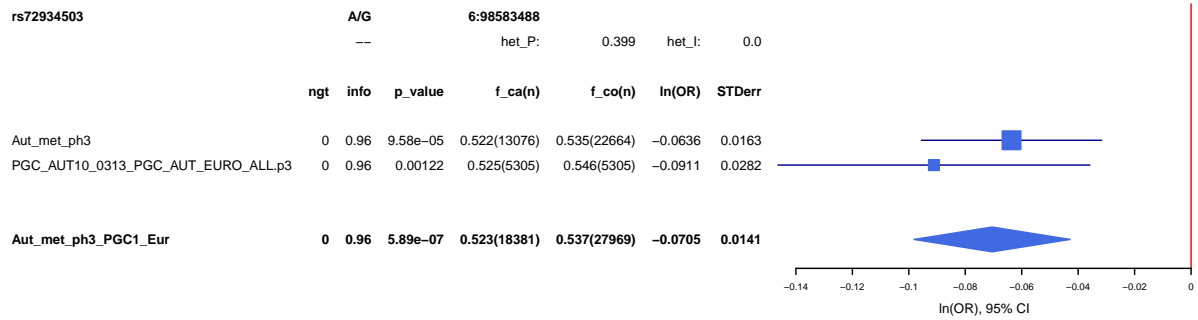 rs72934503 A/G 6:98583488
−− het_P: 0.399 het_I: 0.0
ngt info p_value f_ca(n) f_co(n) ln(OR) STDerr
Aut_met_ph3 0 0.96 9.58e−05 0.522(13076) 0.535(22664) −0.0636 0.0163
PGC_AUT10_0313_PGC_AUT_EURO_ALL.p3 0 0.96 0.00122 0.525(5305) 0.546(5305) −0.0911 0.0282
Aut_met_ph3_PGC1_Eur 0 0.96 5.89e−07 0.523(18381) 0.537(27969) −0.0705 0.0141
−0.14 −0.12 −0.1 −0.08 −0.06 −0.04 −0.02 0
ln(OR), 95% CI